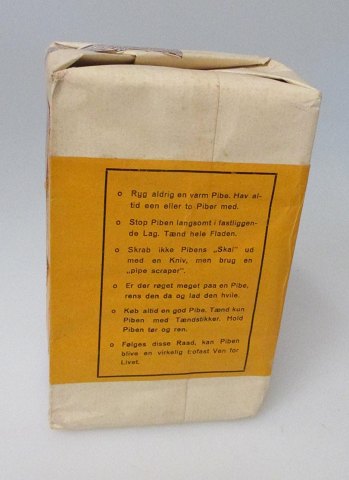 o Ryg aldrig en varm Pibe. Hav al-
tid een eller to Piber med.
o Stop Piben langsomt i fastliggen-
de Lag. Tænd hele Fladen.
o Skrab ikke Pibens „Skal" ud
med en Kniv, men brug en
„pipe scraper".
o Er der røget meget paa en Pibe,
rens den da og lad den hvile.
o Køb altid en god Pibe. Tænd kun
Piben med Tændstikker. Hold
Piben tør og ren.
o Følges disse Raad, kan Piben
blive en virkelig trofast Ven for
Livet.